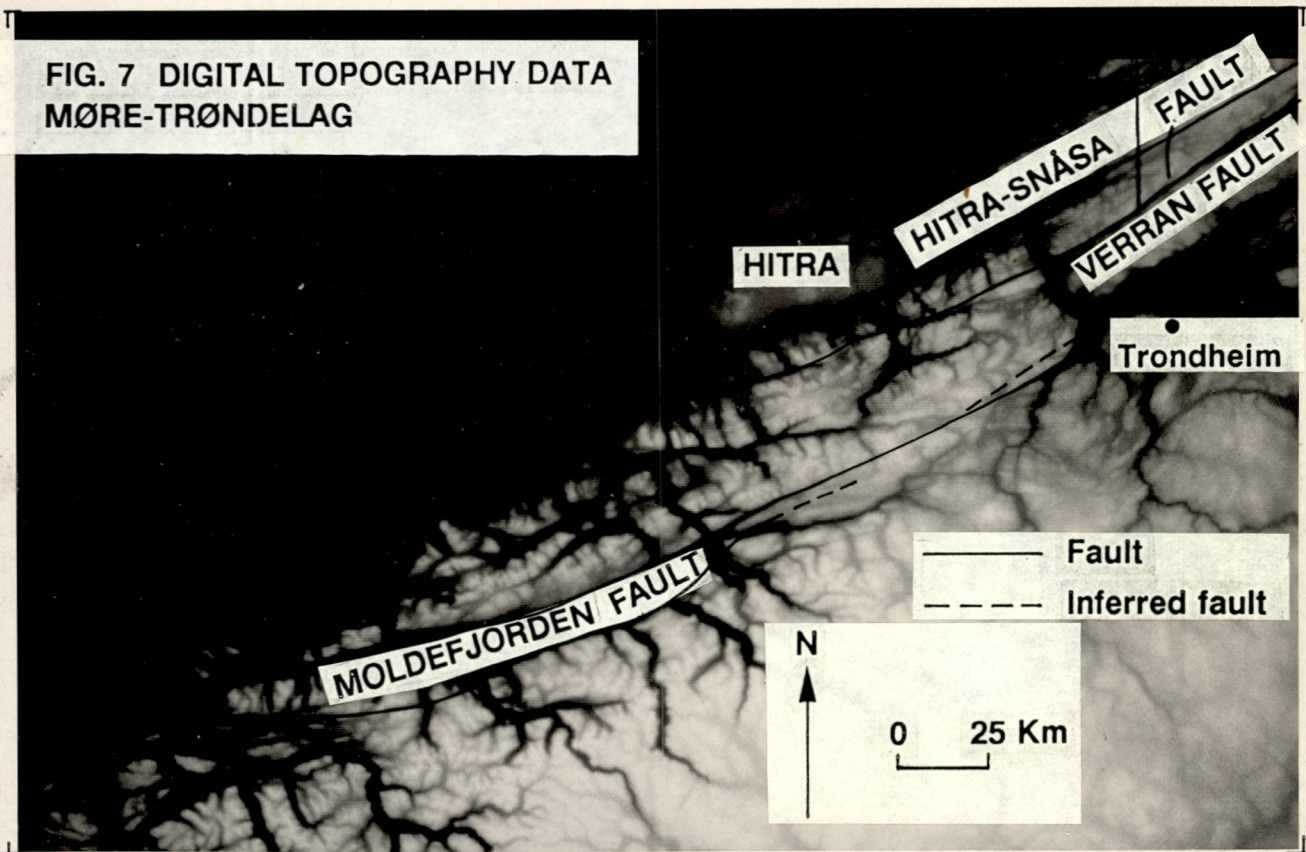 FIG. 7 DIGITAL TOPOGRAPHY DATA
MØRE-TRØNDELAG
HITRA-SNÅSA FAULT
VERRAN FAULT
HITRA
Trondheim
MOLDEFJORDEN FAULT
Fault
Inferred fault
N
0 25 Km